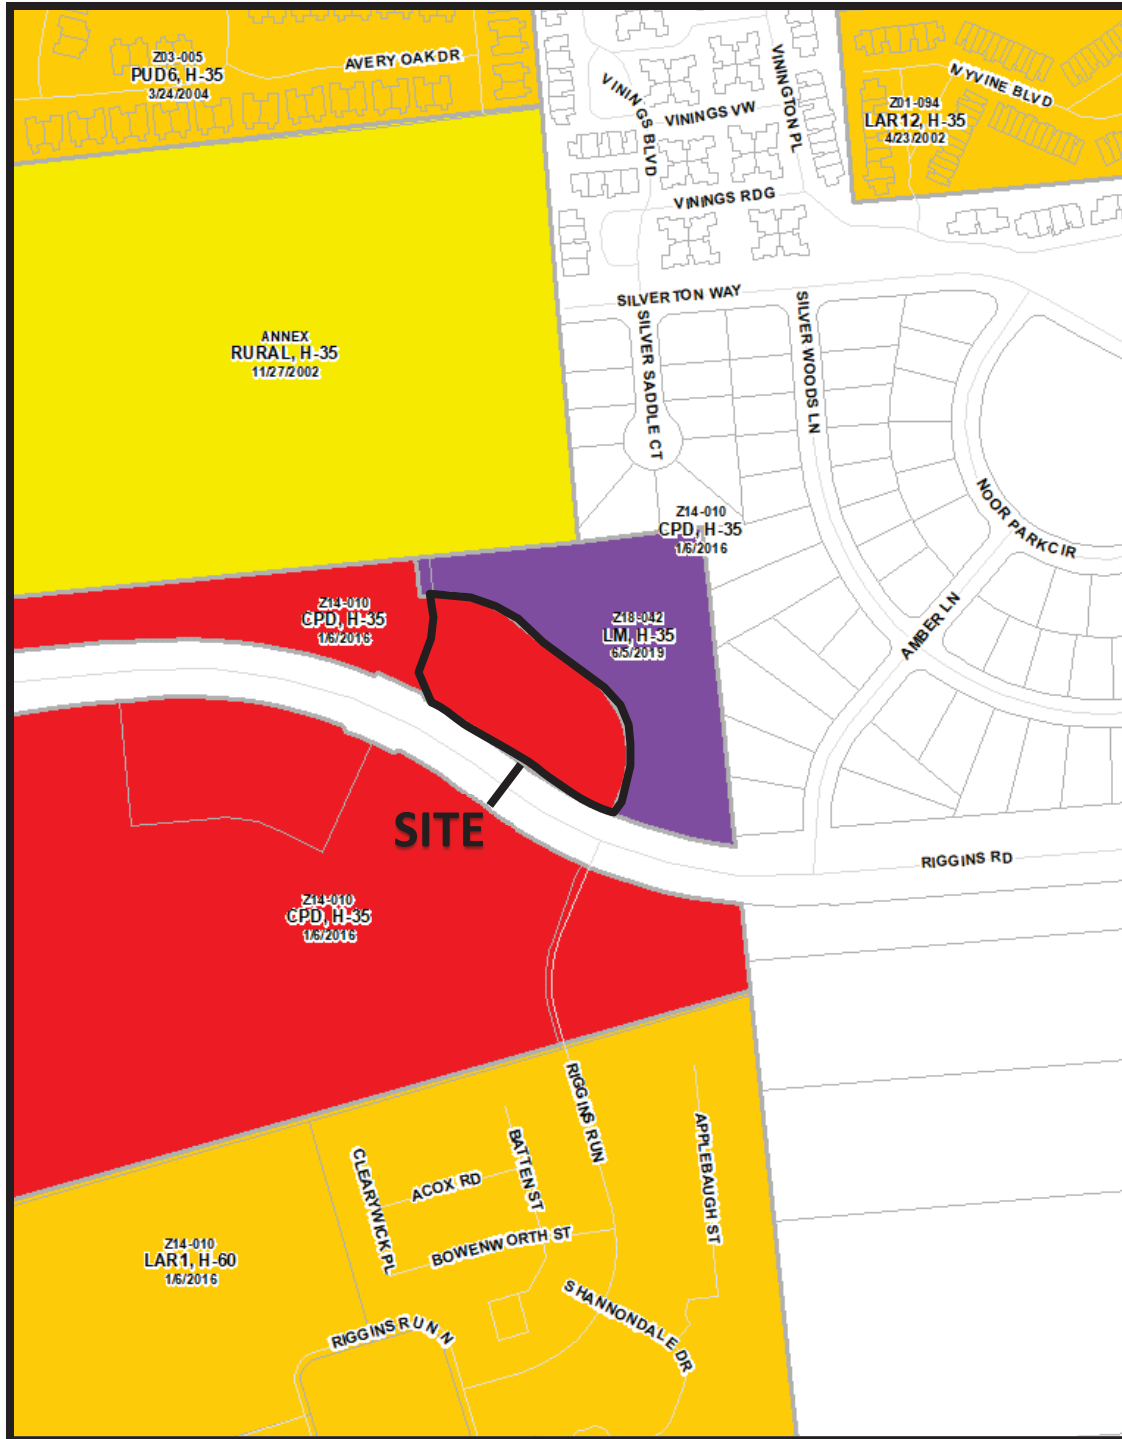 Z03-005
PUD6, H-35
3/24/2004
AVERY OAK DR
VININGS BLVD
VININGS VW
VININGTON PL
VININGS RDG
IVYVINE BLVD
Z01-094
LAR12, H-35
4/23/2002
ANNEX
RURAL, H-35
11/27/2002
SILVERTON WAY
SILVER SADDLE CT
SILVER WOODS LN
NOOR PARK CIR
AMBER LN
Z14-010
CPD, H-35
1/6/2016
Z14-010
CPD, H-35
1/6/2016
Z18-042
LM, H-35
6/5/2019
SITE
RIGGINS RD
Z14-010
CPD, H-35
1/6/2016
RIGGINS RUN
APPLEBAUGH ST
BATTEN ST
CLEARYWICK PL
ACOX RD
BOWENWORTH ST
Z14-010
LAR1, H-60
1/6/2016
SHANNONDALE DR
RIGGINS RUN N